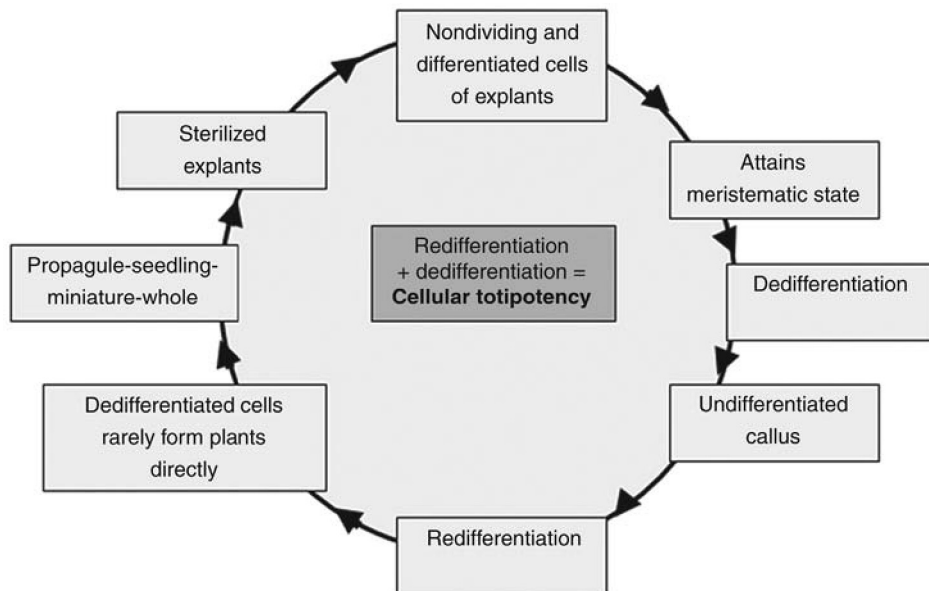 Nondividing and
differentiated cells
of explants
Sterilized
explants
Attains
meristematic state
Redifferentiation
+ dedifferentiation =
Cellular totipotency
Propagule-seedling-
miniature-whole
Dedifferentiation
Dedifferentiated cells
rarely form plants
directly
Undifferentiated
callus
Redifferentiation